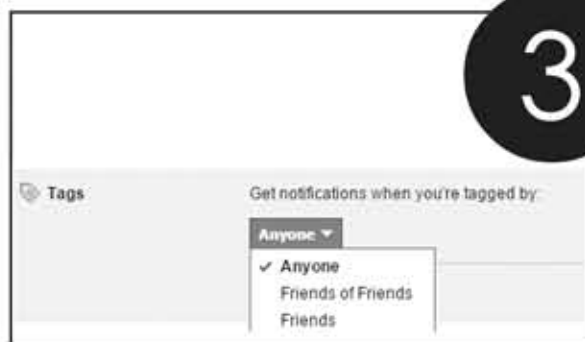 3
Tags
Get notifications when you're tagged by:
Anyone
Anyone
Friends of Friends
Friends